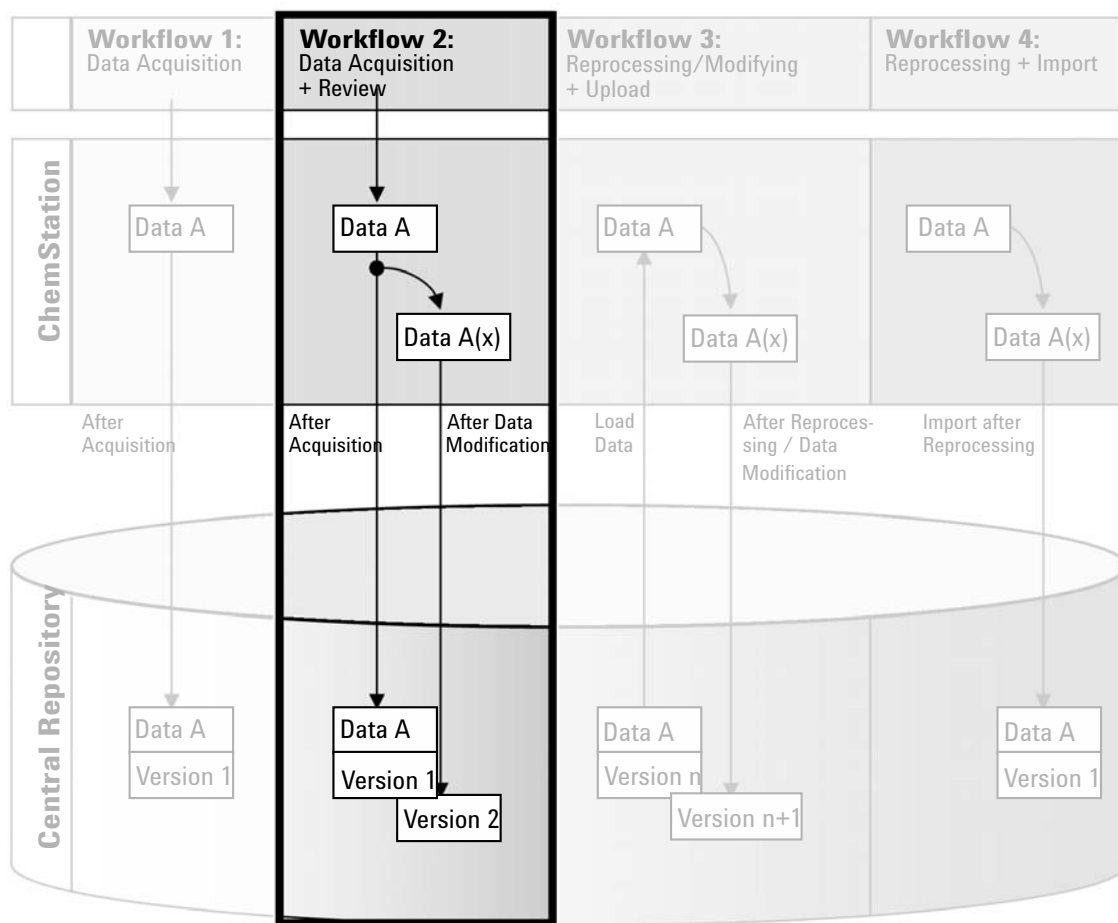 Workflow 1:
Data Acquisition
Workflow 2:
Data Acquisition
+ Review
Workflow 3:
Reprocessing/Modifying
+ Upload
Workflow 4:
Reprocessing + Import
ChemStation
Data A
Data A
Data A(x)
Data A
Data A(x)
Data A
Data A(x)
After
Acquisition
After
Acquisition
After Data
Modification
Load
Data
After Reproces-
sing / Data
Modification
Import after
Reprocessing
Central Repository
Data A
Version 1
Data A
Version 1
Version 2
Data A
Version n
Version n+1
Data A
Version 1